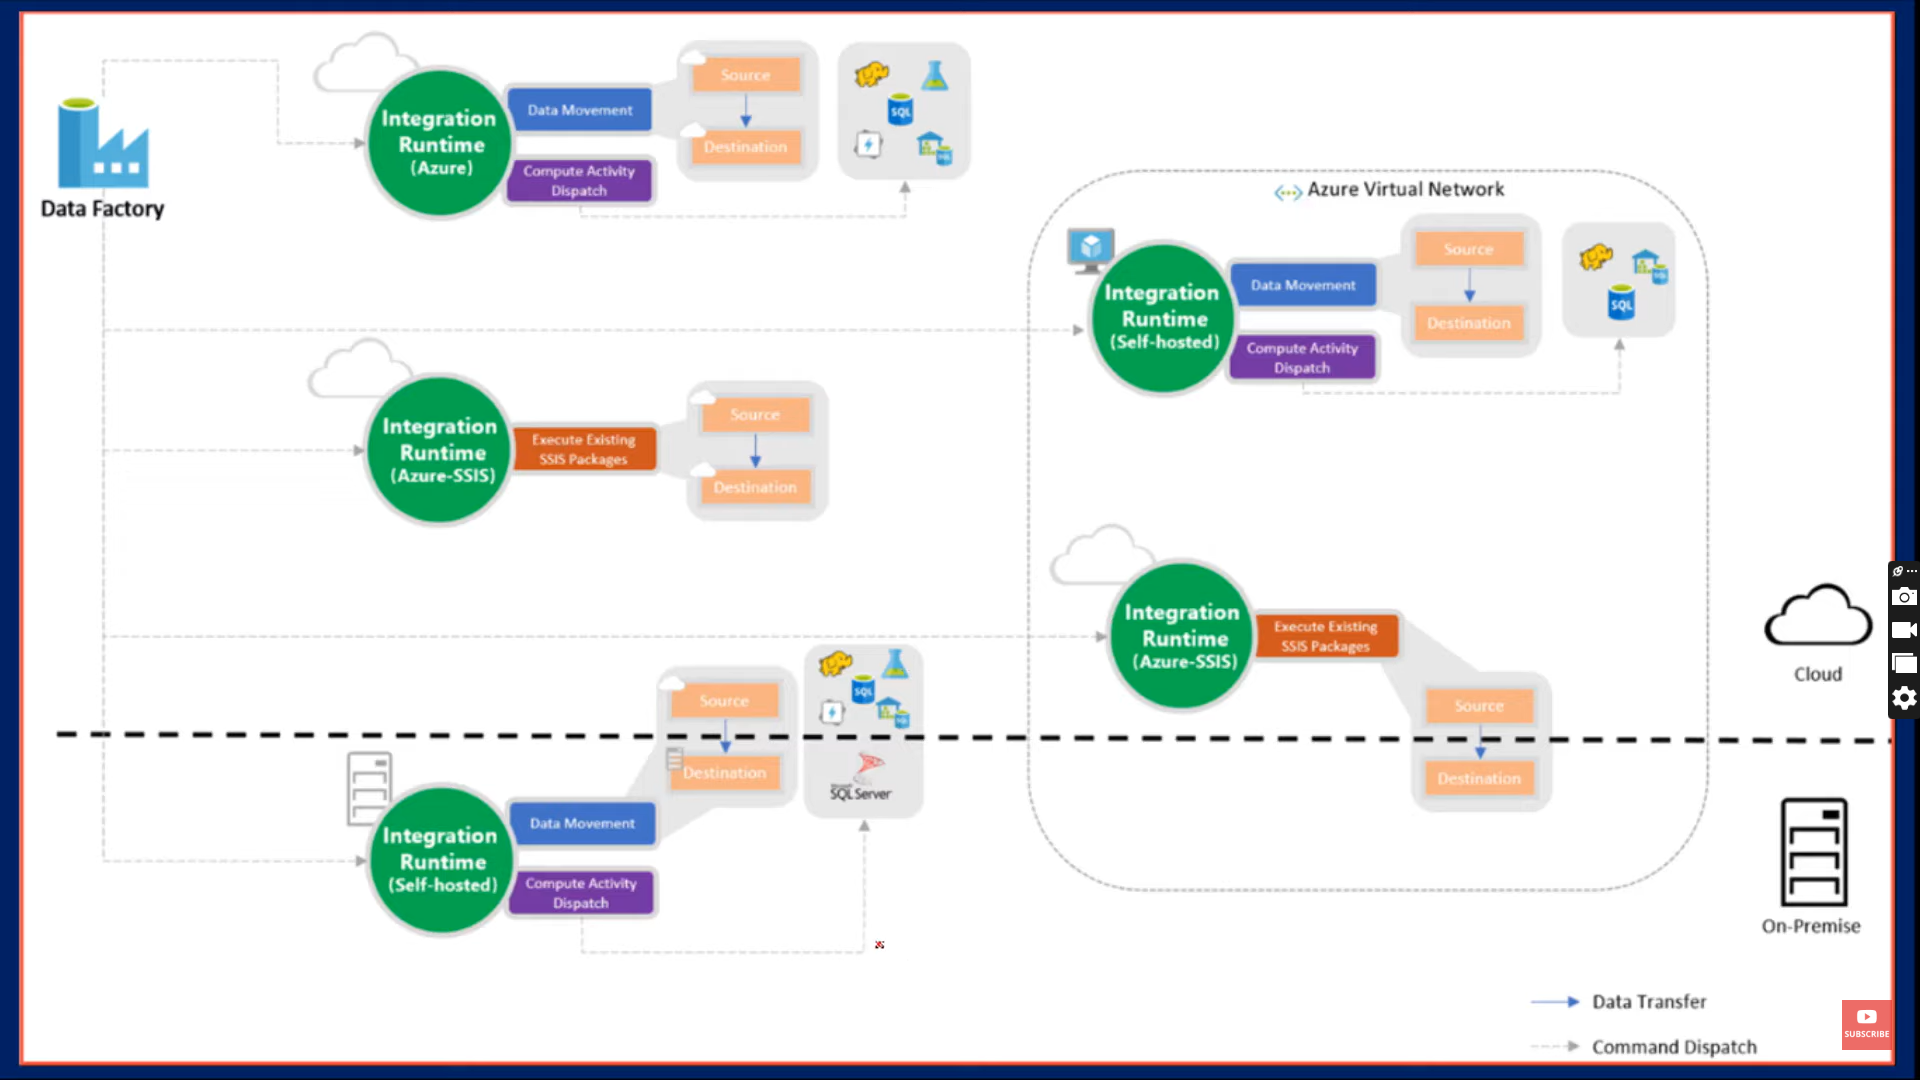 Data Factory
Integration
Runtime
(Azure)
Data Movement
Compute Activity
Dispatch
Source
Destination
SQL
Azure Virtual Network
Integration
Runtime
(Self-hosted)
Data Movement
Compute Activity
Dispatch
Source
Destination
SQL
Integration
Runtime
(Azure-SSIS)
Execute Existing
SSIS Packages
Source
Destination
Integration
Runtime
(Azure-SSIS)
Execute Existing
SSIS Packages
Source
Destination
Cloud
Source
Destination
SQL
SQL Server
Integration
Runtime
(Self-hosted)
Data Movement
Compute Activity
Dispatch
On-Premise
Data Transfer
Command Dispatch
SUBSCRIBE